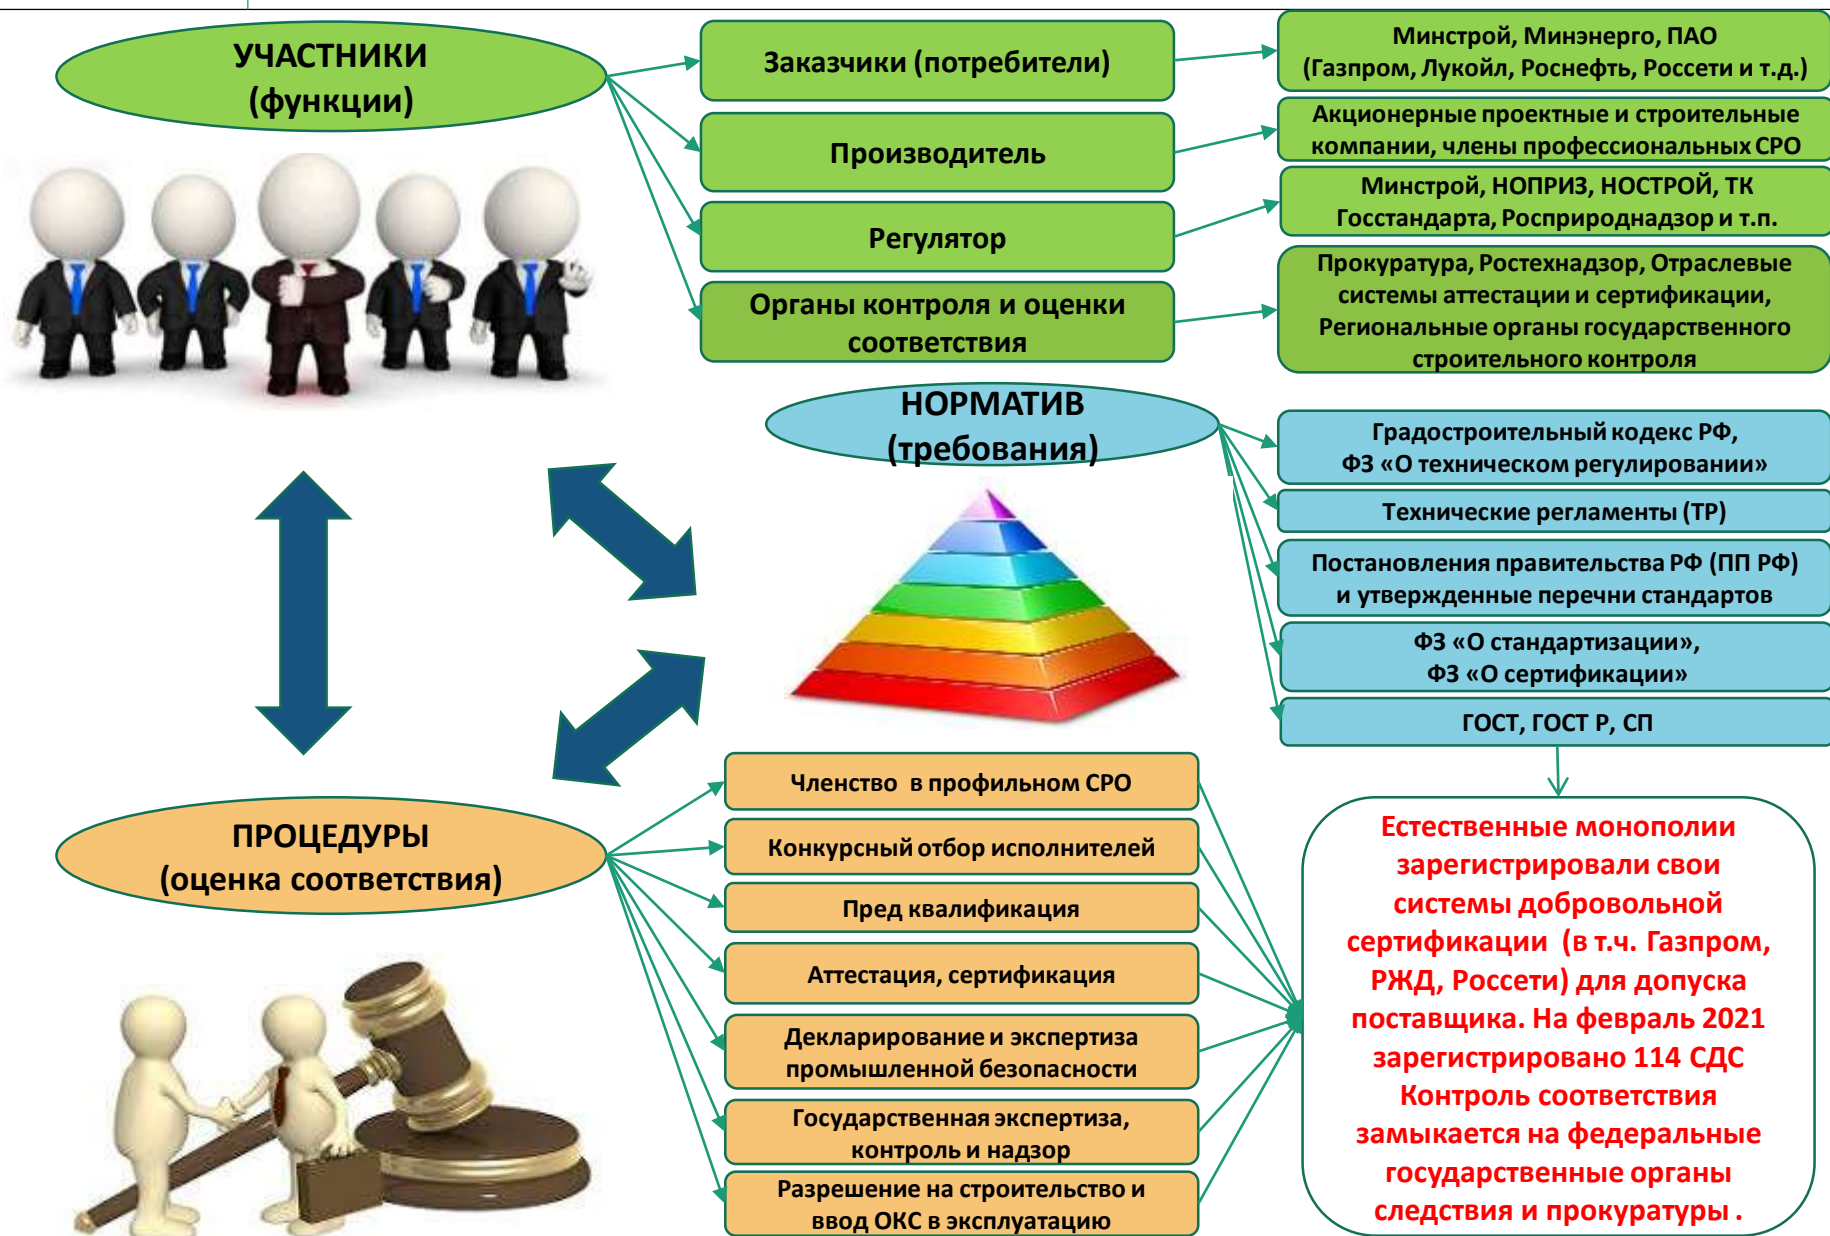 УЧАСТНИКИ
(функции)
Заказчики (потребители)
Минстрой, Минэнерго, ПАО
(Газпром, Лукойл, Роснефть, Россети и т.д.)
Производитель
Акционерные проектные и строительные
компании, члены профессиональных СРО
Регулятор
Минстрой, НОПРИЗ, НОСТРОЙ, ТК
Госстандарта, Росприроднадзор и т.п.
Органы контроля и оценки
соответствия
Прокуратура, Ростехнадзор, Отраслевые
системы аттестации и сертификации,
Региональные органы государственного
строительного контроля
НОРМАТИВ
(требования)
Градостроительный кодекс РФ,
ФЗ «О техническом регулировании»
Технические регламенты (ТР)
Постановления правительства РФ (ПП РФ)
и утвержденные перечни стандартов
ФЗ «О стандартизации»,
ФЗ «О сертификации»
ГОСТ, ГОСТ Р, СП
ПРОЦЕДУРЫ
(оценка соответствия)
Членство в профильном СРО
Конкурсный отбор исполнителей
Пред квалификация
Аттестация, сертификация
Декларирование и экспертиза
промышленной безопасности
Государственная экспертиза,
контроль и надзор
Разрешение на строительство и
ввод ОКС в эксплуатацию
Естественные монополии
зарегистрировали свои
системы добровольной
сертификации (в т.ч. Газпром,
РЖД, Россети) для допуска
поставщика. На февраль 2021
зарегистрировано 114 СДС
Контроль соответствия
замыкается на федеральные
государственные органы
следствия и прокуратуры .